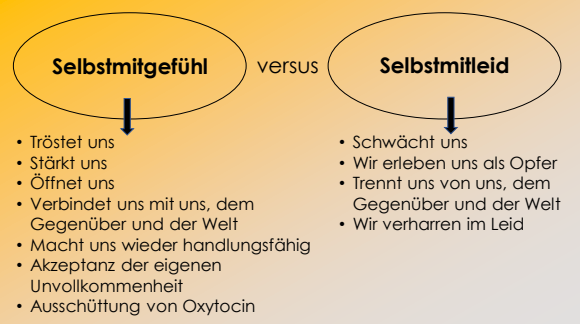 Selbstmitgefühl versus Selbstmitleid
• Tröstet uns
• Stärkt uns
• Öffnet uns
• Verbindet uns mit uns, dem
Gegenüber und der Welt
• Macht uns wieder handlungsfähig
• Akzeptanz der eigenen
Unvollkommenheit
• Ausschüttung von Oxytocin
• Schwächt uns
• Wir erleben uns als Opfer
• Trennt uns von uns, dem
Gegenüber und der Welt
• Wir verharren im Leid